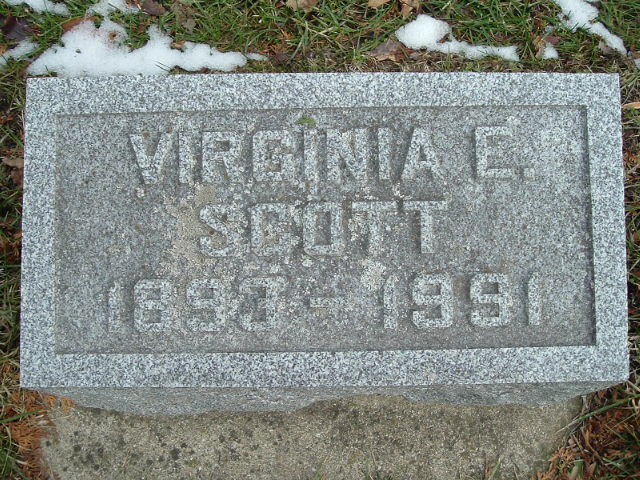 VIRGINIA E.
SCOTT
1893 - 1991